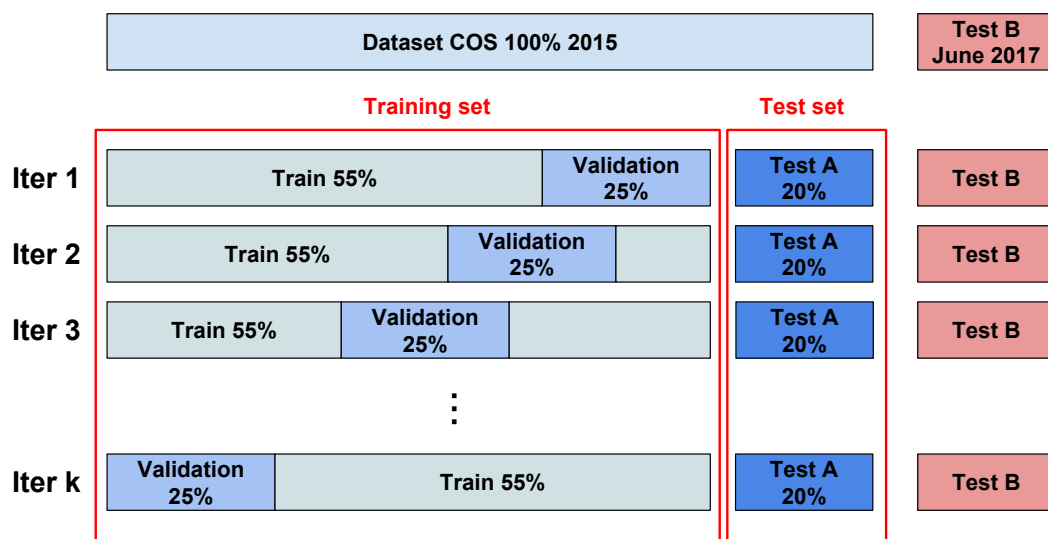 Dataset COS 100% 2015
Test B
June 2017
Training set
Test set
Iter 1
Train 55%
Validation
25%
Test A
20%
Test B
Iter 2
Train 55%
Validation
25%
Test A
20%
Test B
Iter 3
Train 55%
Validation
25%
Test A
20%
Test B
Iter k
Validation
25%
Train 55%
Test A
20%
Test B